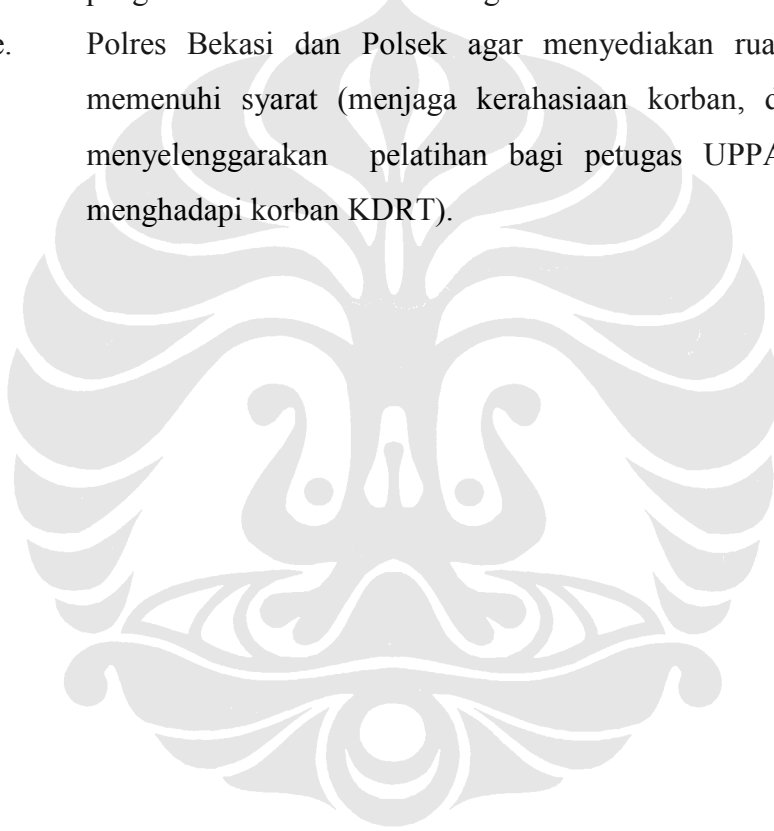 e. Polres Bekasi dan Polsek agar menyediakan
memenuhi syarat (menjaga kerahasiaan korban,
menyelenggarakan pelatihan bagi petugas UPPA
menghadapi korban KDRT).